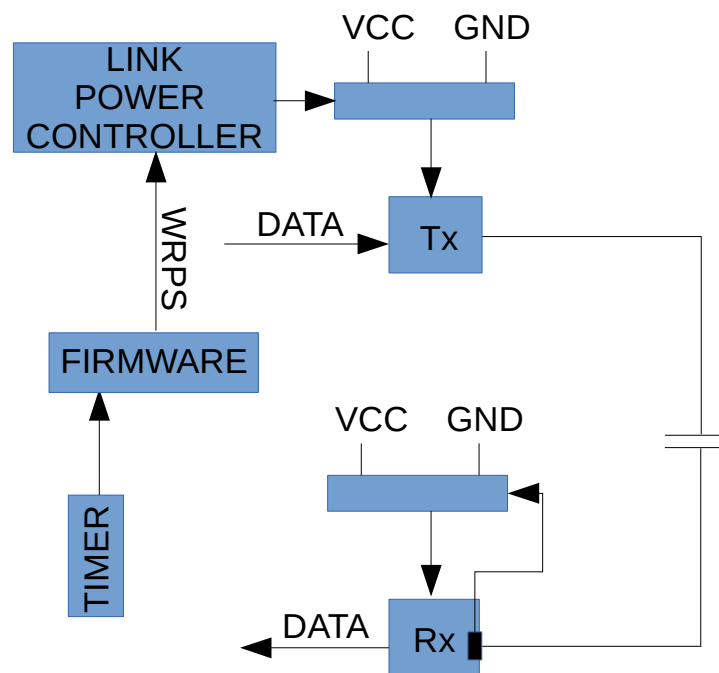 VCC GND
LINK
POWER
CONTROLLER
DATA
Tx
WRPS
FIRMWARE
VCC GND
TIMER
DATA
Rx